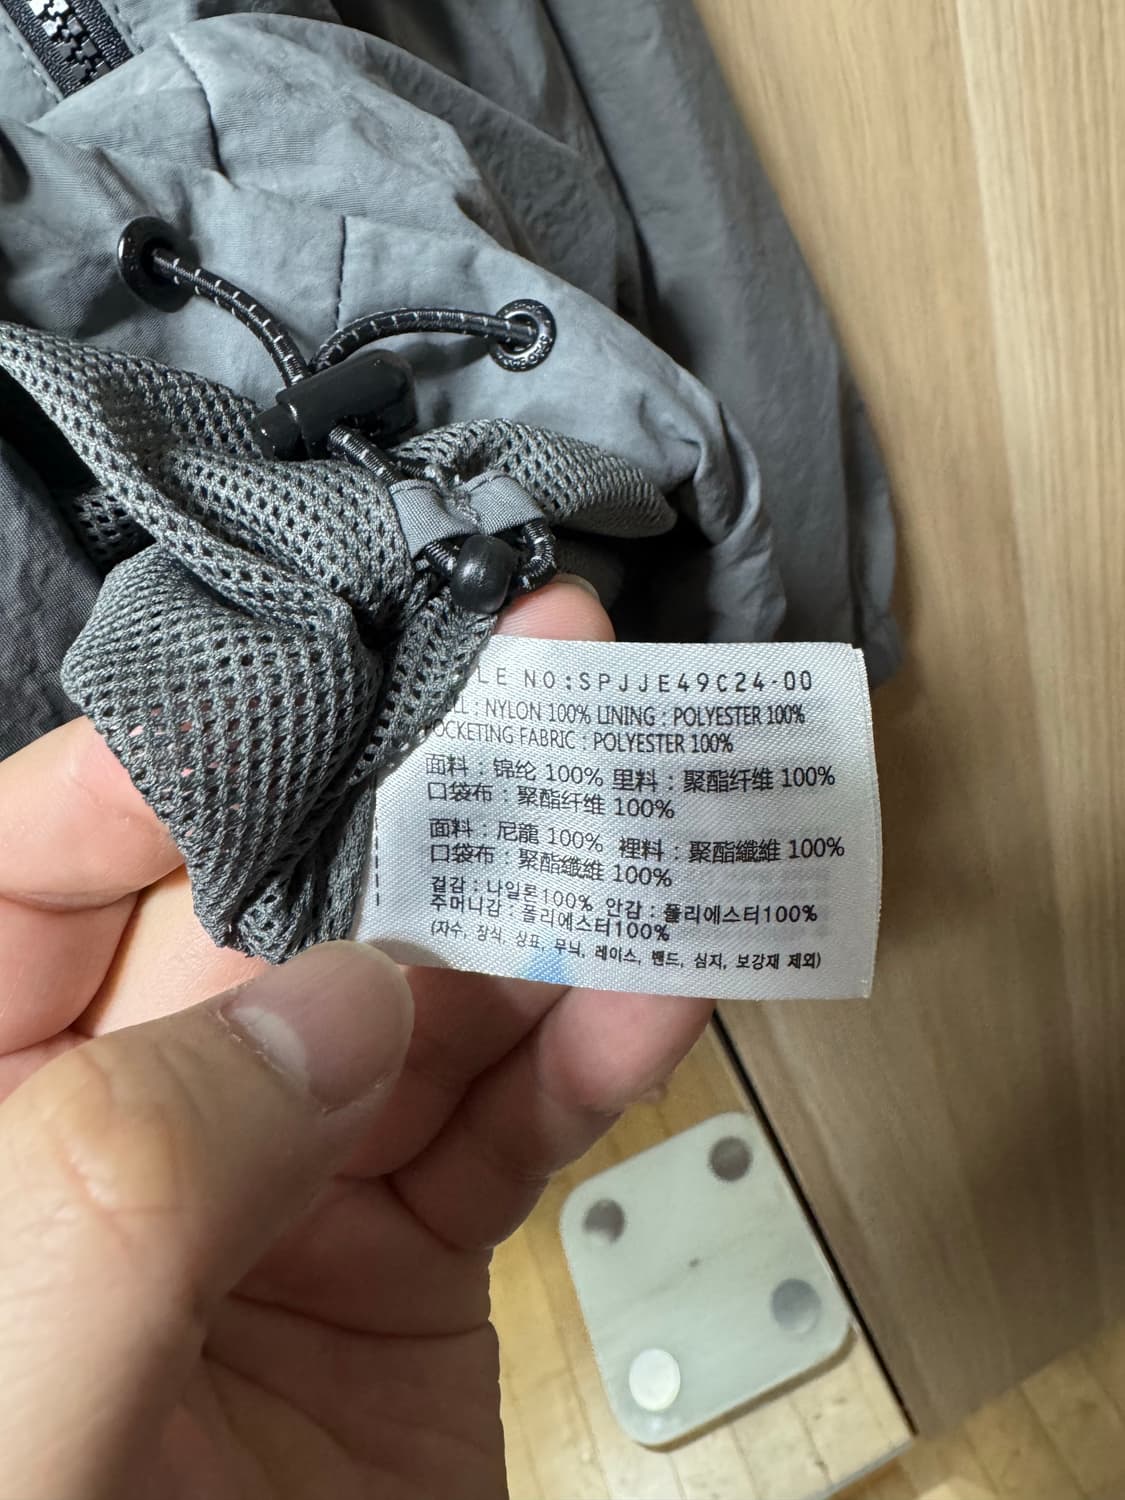 LE NO:SPJJE49C24-00
LL : NYLON 100% LINING : POLYESTER 100%
POCKETING FABRIC : POLYESTER 100%
面料：锦纶 100% 里料：聚酯纤维 100%
口袋布：聚酯纤维 100%
面料：尼龍 100% 裡料：聚酯纖維 100%
口袋布：聚酯纖維 100%
겉감 : 나일론100% 안감 : 폴리에스터100%
주머니감 : 폴리에스터100%
(자수, 장식, 상표, 무늬, 레이스, 밴드, 심지, 보강재 제외)